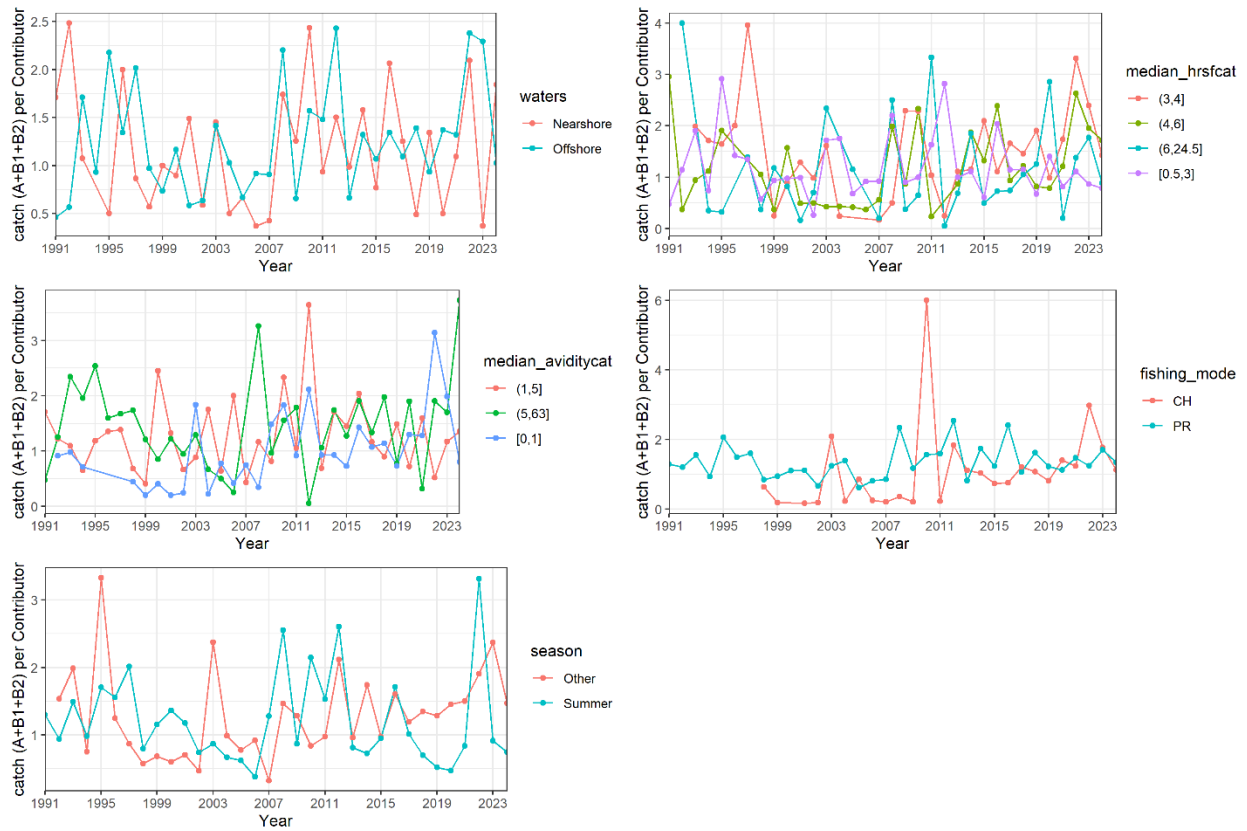 catch (A+B1+B2) per Contributor
2.5
2.0
1.5
1.0
0.5
1991 1995 1999 2003 2007 2011 2015 2019 2023
Year
waters
Nearshore
Offshore
catch (A+B1+B2) per Contributor
4
3
2
1
0
1991 1995 1999 2003 2007 2011 2015 2019 2023
Year
median_hrsfcat
(3,4]
(4,6]
(6,24.5]
[0.5,3]
catch (A+B1+B2) per Contributor
3
2
1
0
1991 1995 1999 2003 2007 2011 2015 2019 2023
Year
median_aviditycat
(1,5]
(5,63]
[0,1]
catch (A+B1+B2) per Contributor
6
4
2
0
1991 1995 1999 2003 2007 2011 2015 2019 2023
Year
fishing_mode
CH
PR
catch (A+B1+B2) per Contributor
3
2
1
1991 1995 1999 2003 2007 2011 2015 2019 2023
Year
season
Other
Summer